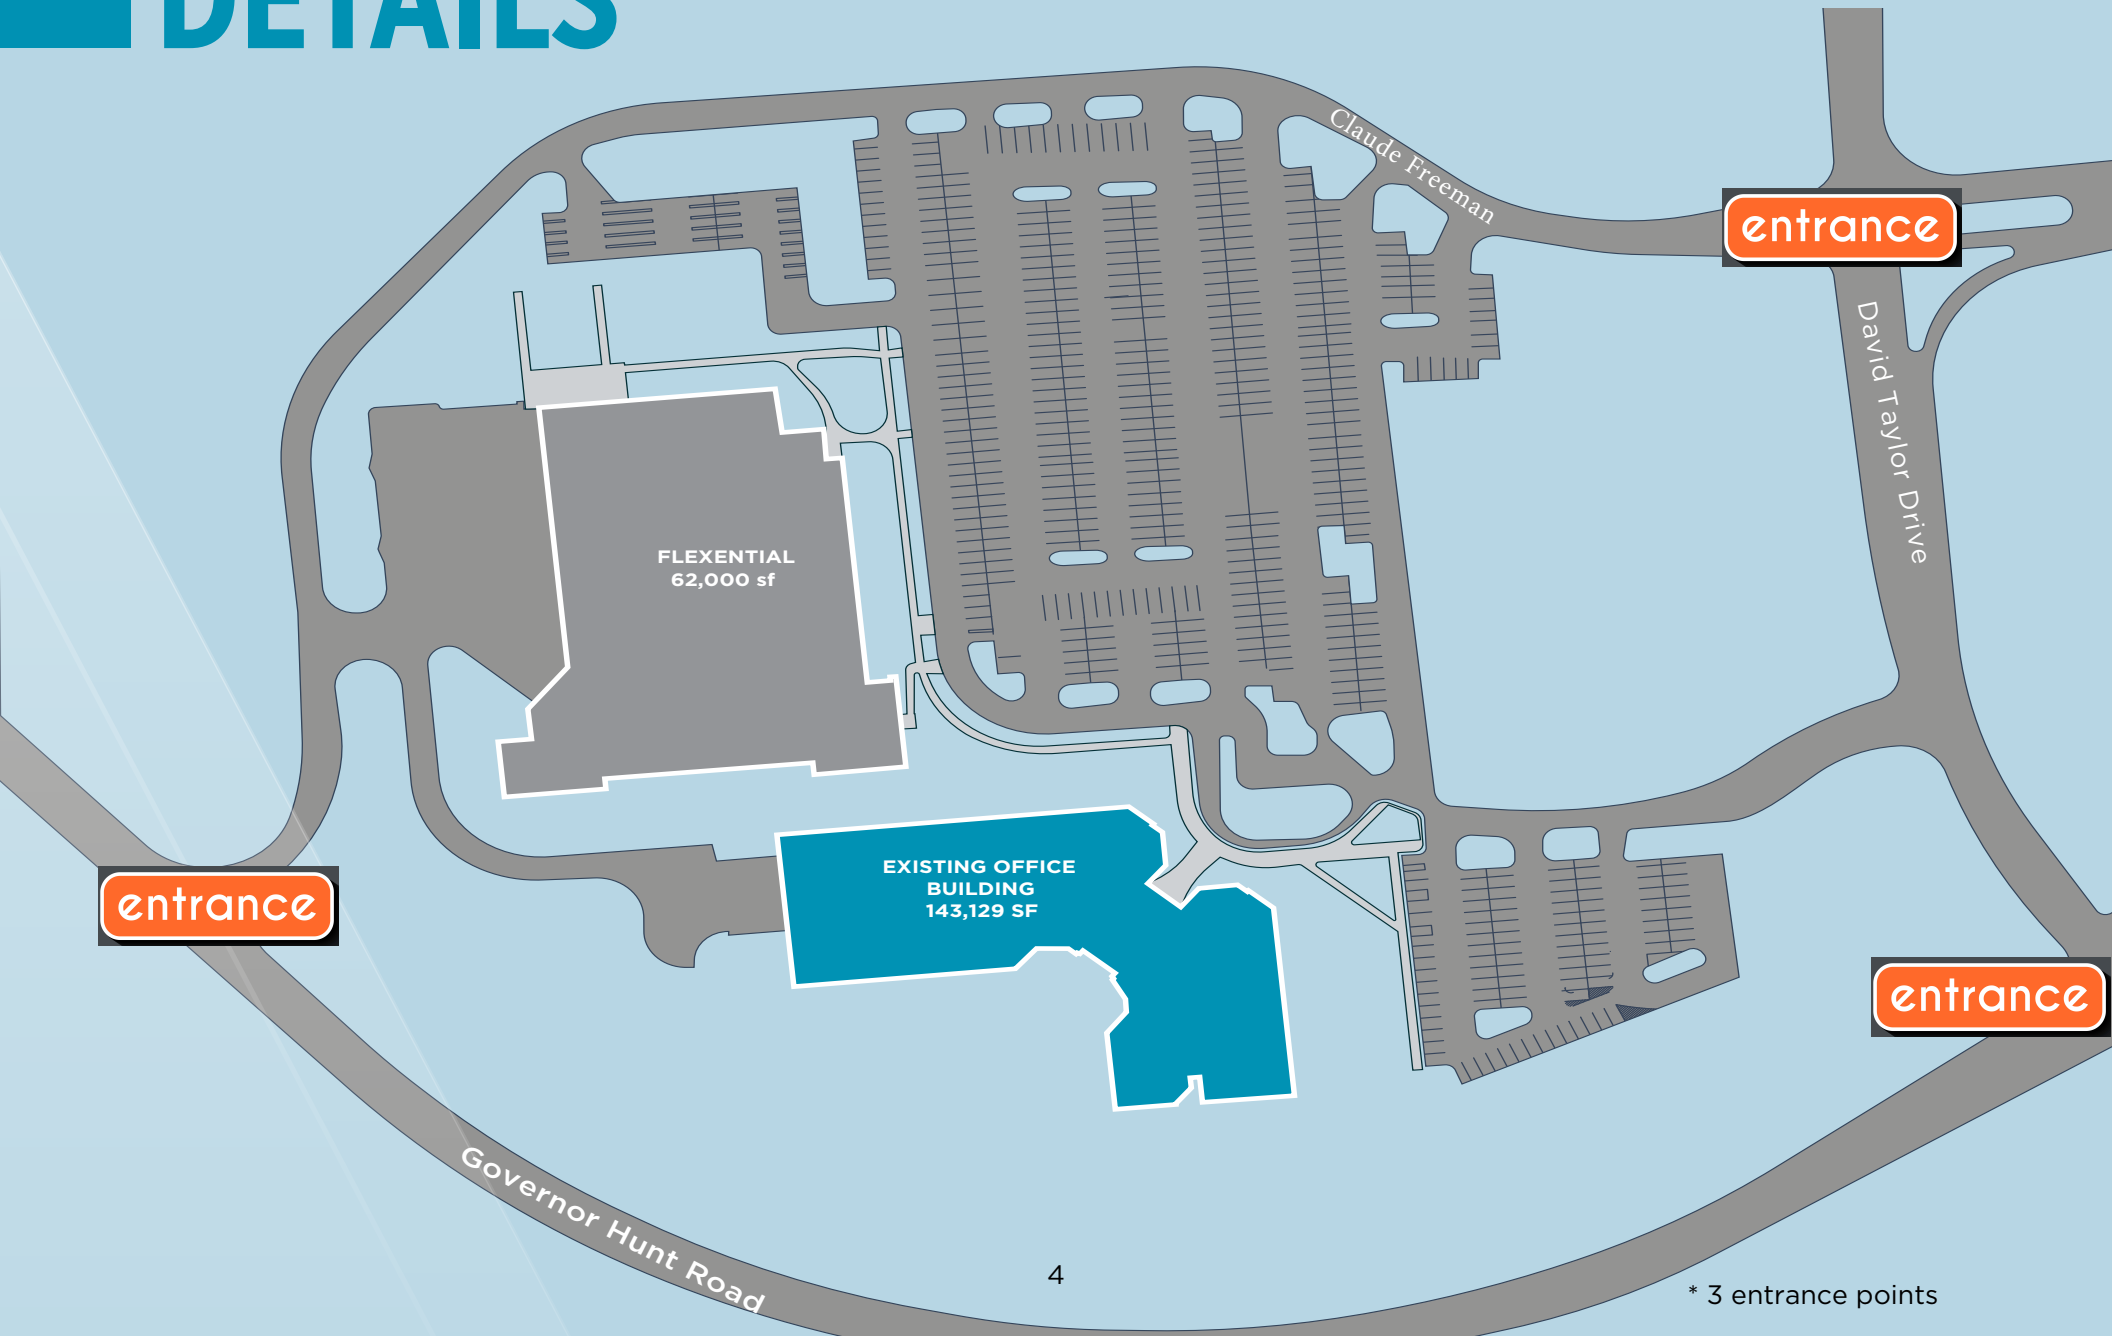 DETAILS
Claude Freeman
entrance
David Taylor Drive
FLEXENTIAL
62,000 sf
EXISTING OFFICE
BUILDING
143,129 SF
entrance
entrance
Governor Hunt Road
4
* 3 entrance points